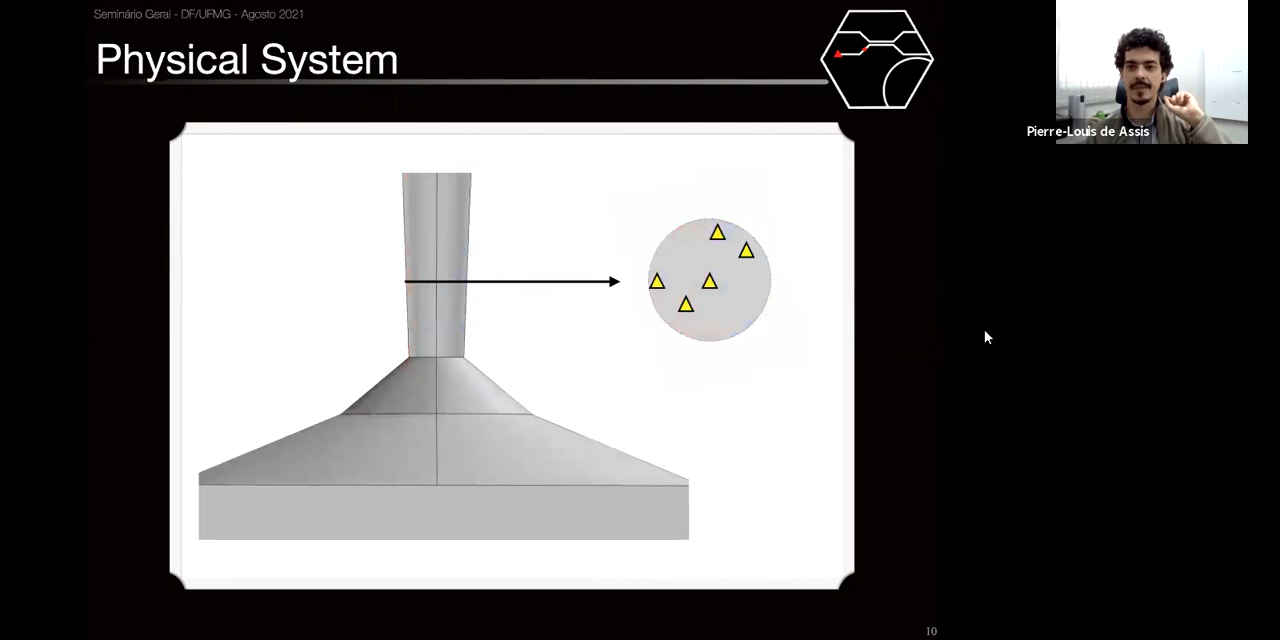 Seminário Geral - DF/UFMG - Agosto 2021
Physical System
Pierre-Louis de Assis
10